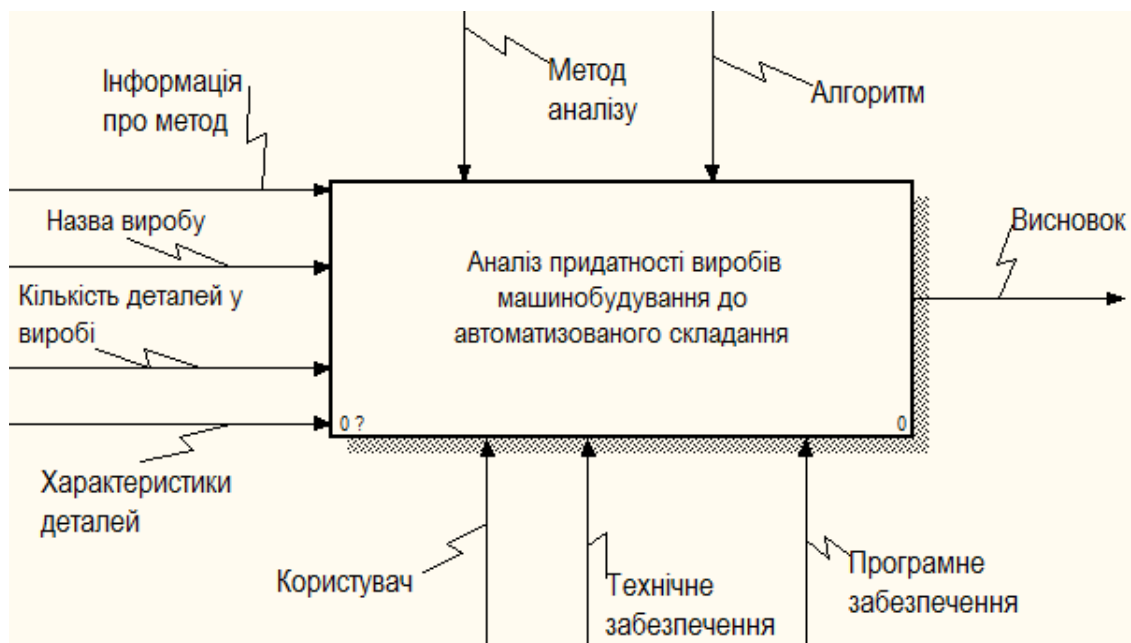 Інформація
про метод
Метод
аналізу
Алгоритм
Назва виробу
Висновок
Кількість деталей у
виробі
Аналіз придатності виробів
машинобудування до
автоматизованого складання
0 ?
0
Характеристики
деталей
Користувач
Технічне
забезпечення
Програмне
забезпечення